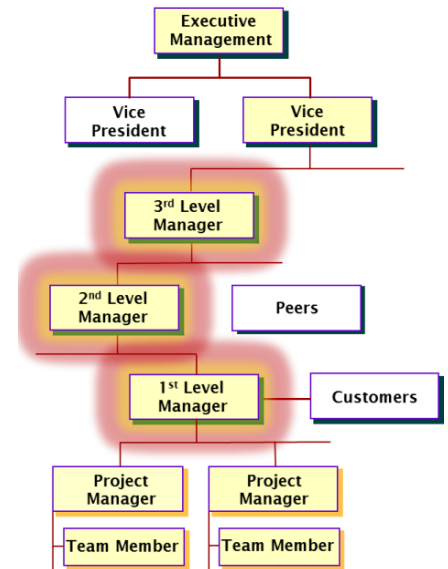 Executive
Management
Vice
President
Vice
President
3rd Level
Manager
2nd Level
Manager
Peers
1st Level
Manager
Customers
Project
Manager
Project
Manager
Team Member
Team Member